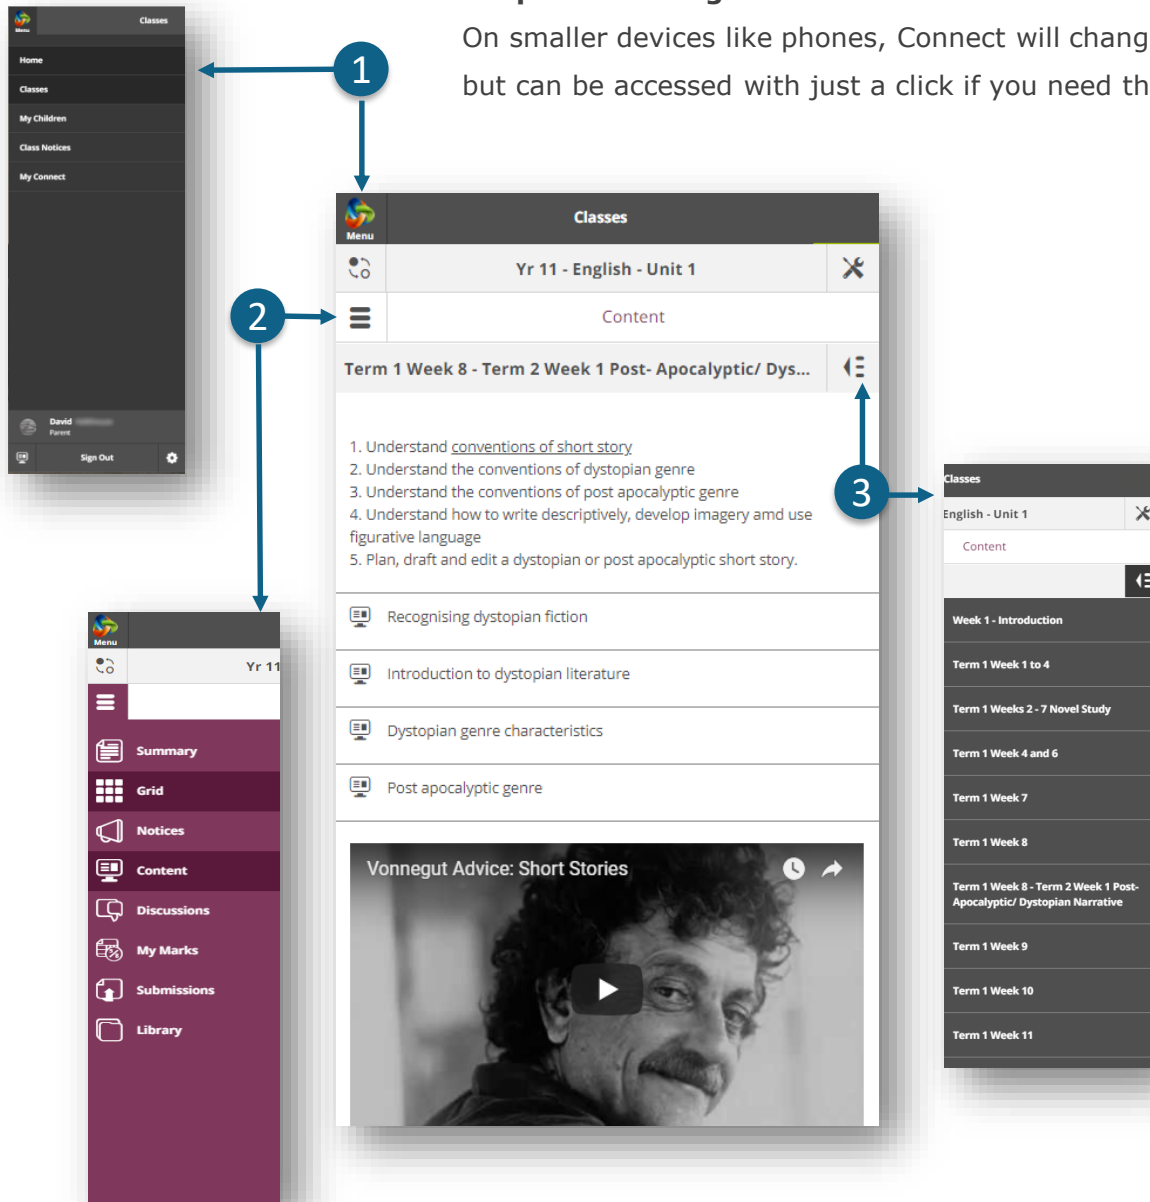 On smaller devices like phones, Connect will chang
but can be accessed with just a click if you need th
Menu
Classes
Home
Classes
My Children
Class Notices
My Connect
David
Parent
Sign Out
1
Menu
Classes
Yr 11 - English - Unit 1
2
Content
Term 1 Week 8 - Term 2 Week 1 Post- Apocalyptic/ Dys...
1. Understand conventions of short story
2. Understand the conventions of dystopian genre
3. Understand the conventions of post apocalyptic genre
4. Understand how to write descriptively, develop imagery amd use
figurative language
5. Plan, draft and edit a dystopian or post apocalyptic short story.
Recognising dystopian fiction
Introduction to dystopian literature
Dystopian genre characteristics
Post apocalyptic genre
Vonnegut Advice: Short Stories
3
Classes
English - Unit 1
Content
Week 1 - Introduction
Term 1 Week 1 to 4
Term 1 Weeks 2 - 7 Novel Study
Term 1 Week 4 and 6
Term 1 Week 7
Term 1 Week 8
Term 1 Week 8 - Term 2 Week 1 Post-
Apocalyptic/ Dystopian Narrative
Term 1 Week 9
Term 1 Week 10
Term 1 Week 11
Menu
Yr 11
Summary
Grid
Notices
Content
Discussions
My Marks
Submissions
Library